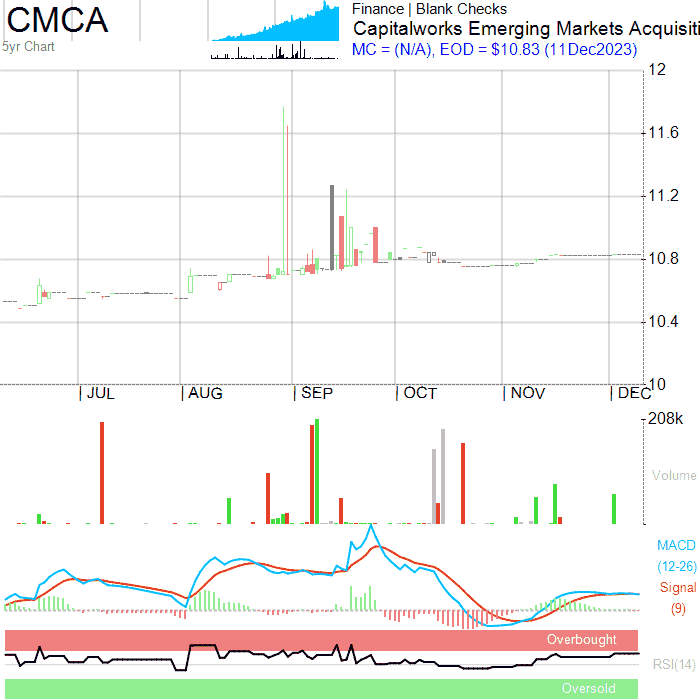 CMCA
5yr Chart
Finance | Blank Checks
Capitalworks Emerging Markets Acquisiti
MC = (N/A), EOD = $10.83 (11Dec2023)
12
11.6
11.2
10.8
10.4
10
JUL
AUG
SEP
OCT
NOV
DEC
208k
Volume
MACD
(12-26)
Signal
(9)
Overbought
RSI(14)
Oversold